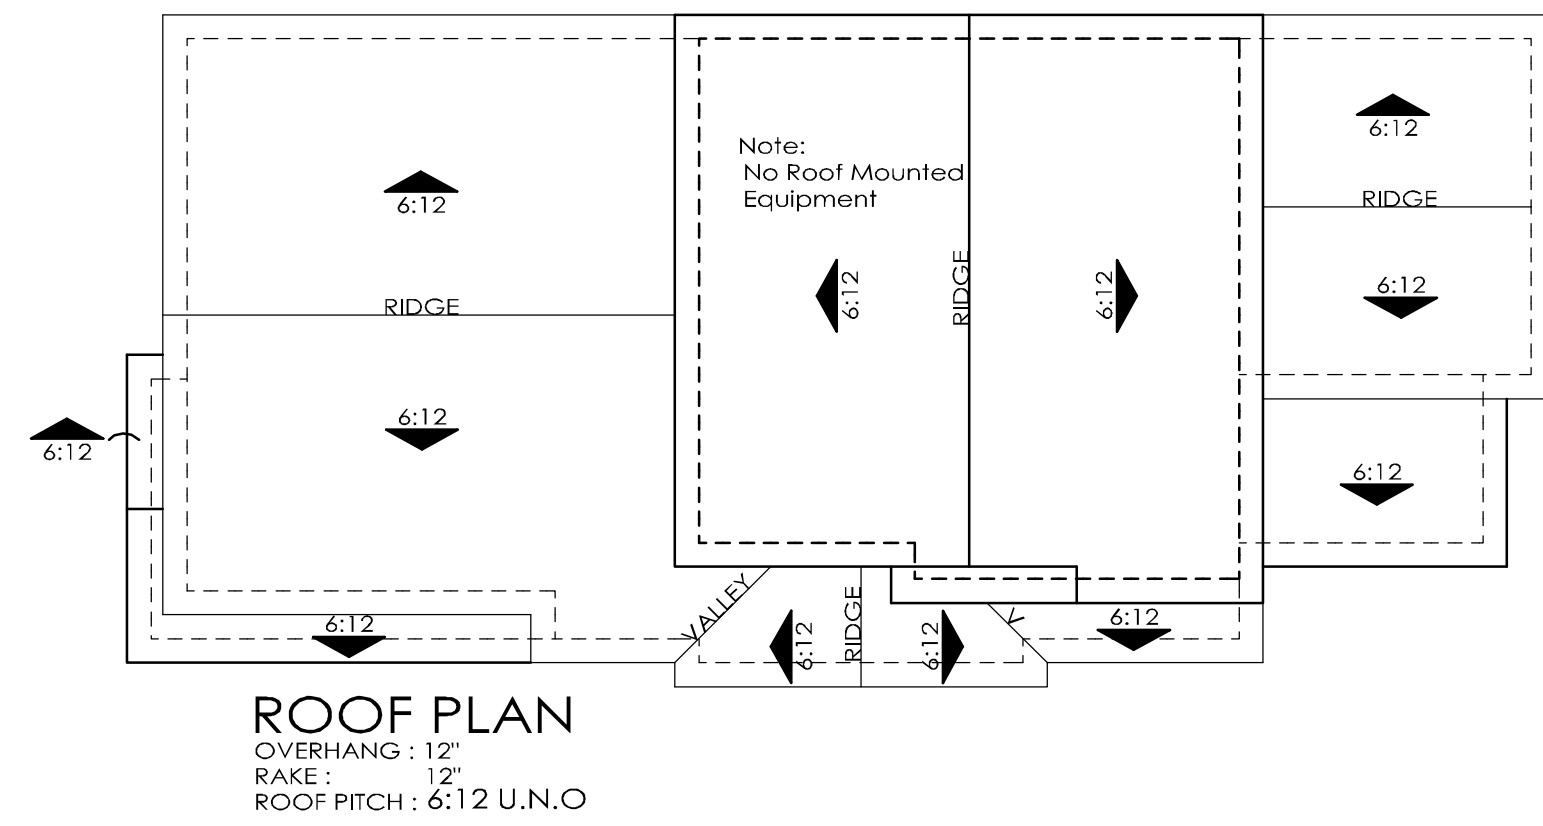 6:12
Note:
No Roof Mounted
Equipment
6:12
RIDGE
6:12
RIDGE
6:12
6:12
6:12
RIDGE
6:12
6:12
6:12
6:12
VALLEY
6:12
RIDGE
6:12
V
6:12
ROOF PLAN
OVERHANG : 12"
RAKE : 12"
ROOF PITCH : 6:12 U.N.O